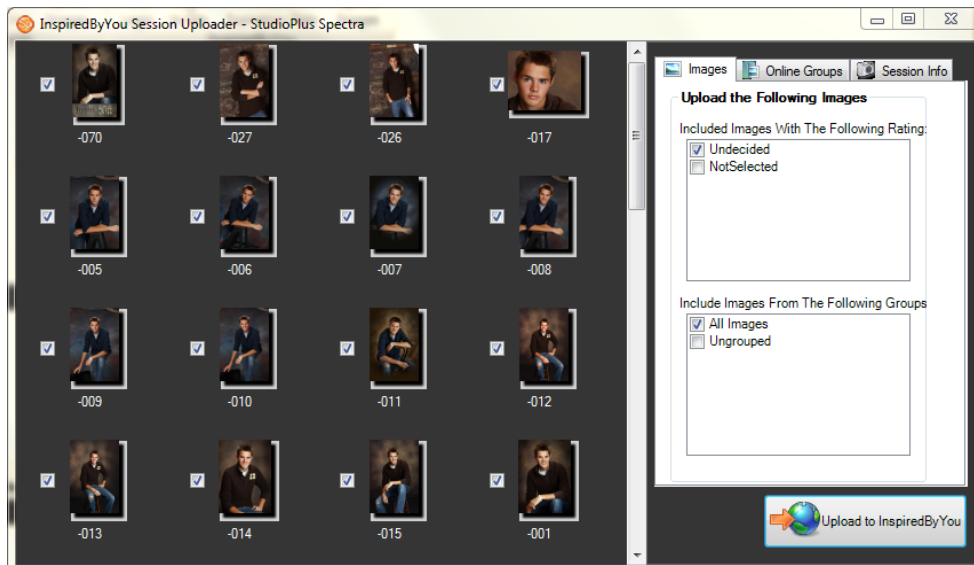 InspiredByYou Session Uploader - StudioPlus Spectra
-070
-027
-026
-017
-005
-006
-007
-008
-009
-010
-011
-012
-013
-014
-015
-001
Images
Online Groups
Session Info
Upload the Following Images
Included Images With The Following Rating:
Undecided
NotSelected
Include Images From The Following Groups
All Images
Ungrouped
Upload to InspiredByYou